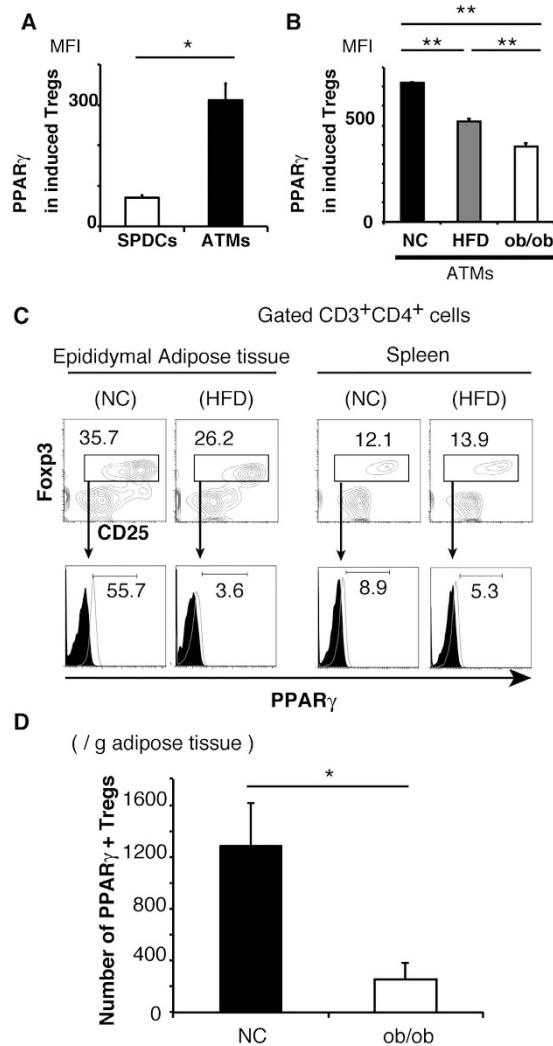 A
MFI
*
PPARγ
in induced Tregs
300
0
SPDCs ATMs
B
MFI
**
** **
PPARγ
in induced Tregs
500
0
NC HFD ob/ob
ATMs
C
Gated CD3+CD4+ cells
Epididymal Adipose tissue Spleen
(NC) (HFD) (NC) (HFD)
35.7 26.2 12.1 13.9
Foxp3
CD25
55.7 3.6 8.9 5.3
PPARγ
D
( / g adipose tissue )
*
Number of PPARγ + Tregs
1600
1200
800
400
0
NC ob/ob